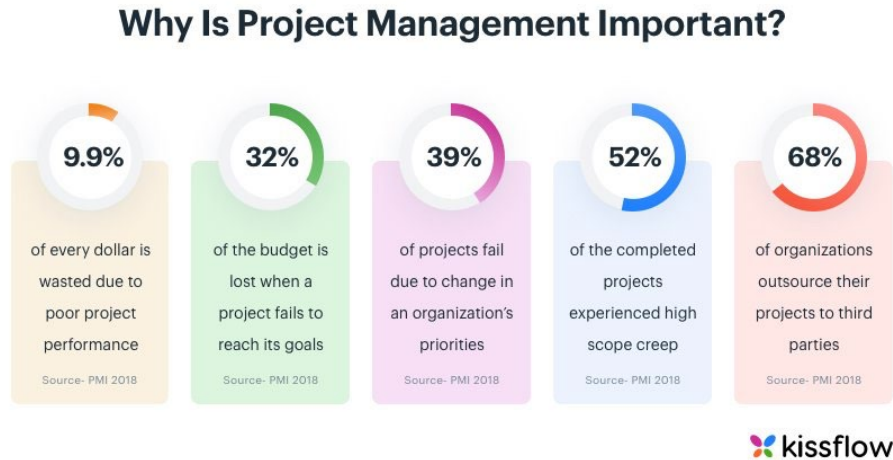 Why Is Project Management Important?
9.9%
of every dollar is
wasted due to
poor project
performance
Source- PMI 2018
32%
of the budget is
lost when a
project fails to
reach its goals
Source- PMI 2018
39%
of projects fail
due to change in
an organization's
priorities
Source- PMI 2018
52%
of the completed
projects
experienced high
scope creep
Source- PMI 2018
68%
of organizations
outsource their
projects to third
parties
Source- PMI 2018
kissflow